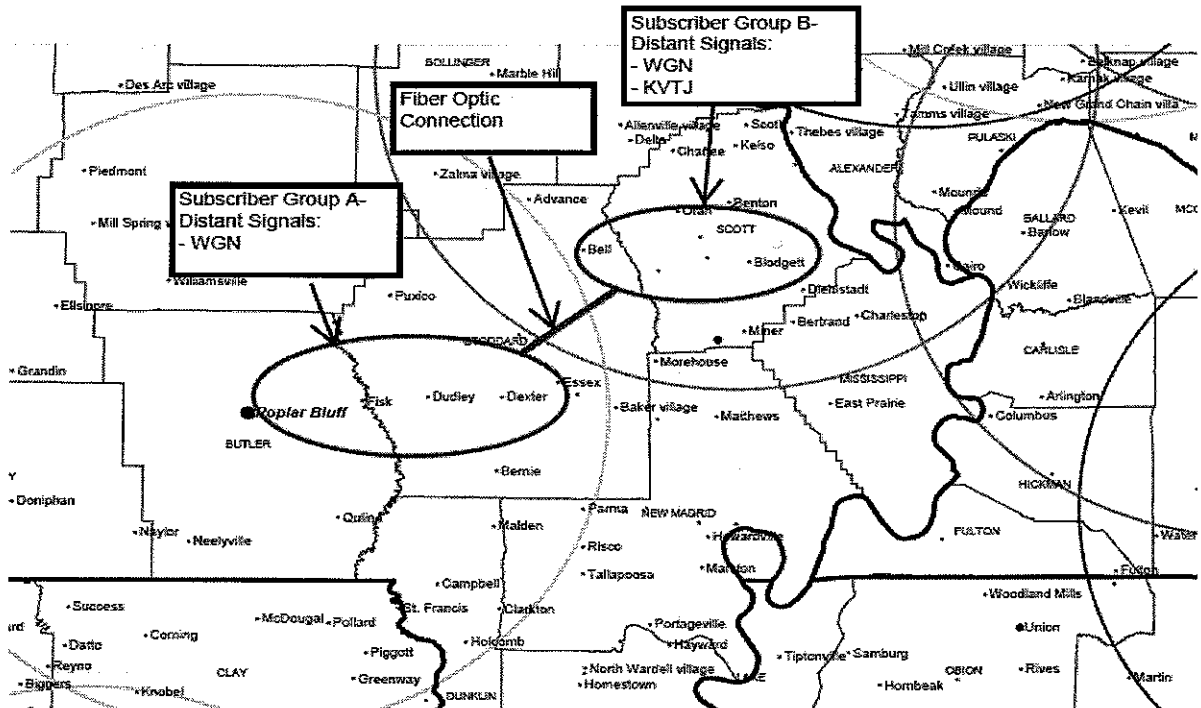 Subscriber Group B-
Distant Signals:
- WGN
- KVTJ
Fiber Optic
Connection
Subscriber Group A-
Distant Signals:
- WGN
Mill Creek village
BOLLINGER
Marble Hill
Des Arc village
Belknap village
Karnak village
Ullin village
New Grand Chain villa
Tamms village
Allenville village
Scott
Thebes village
PULASKI
Delta
Chaffee
Kelso
ALEXANDER
Piedmont
Zalma village
Advance
Mounds
Mound
Oran
Benton
BALLARD
Kevil
MCC
Mill Spring v
SCOTT
Barlow
Bell
Blodgett
Cairo
Williamsville
Puxico
Diehlstadt
Wickliffe
Blandville
Ellsinore
Bertrand
Charleston
Miner
STODDARD
CARLISLE
Morehouse
Grandin
Essex
MISSISSIPPI
Fisk
Dudley
Dexter
Baker village
East Prairie
Arlington
Poplar Bluff
Matthews
Columbus
BUTLER
Bernie
Y
HICKMAN
Doniphan
Parma
NEW MADRID
Qulin
Malden
Naylor
Neelyville
Howardville
FULTON
Water
Risco
Tallapoosa
Marston
Fulton
Campbell
Woodland Mills
Success
St. Francis
Clarkton
McDougal
Pollard
Portageville
Union
ard
Corning
Datto
Holcomb
Hayward
Piggott
Tiptonville
Samburg
Reyno
CLAY
North Wardell village
OBION
Rives
Martin
Greenway
Homestown
LAKE
Hornbeak
Biggers
Knobel
DUNKLIN